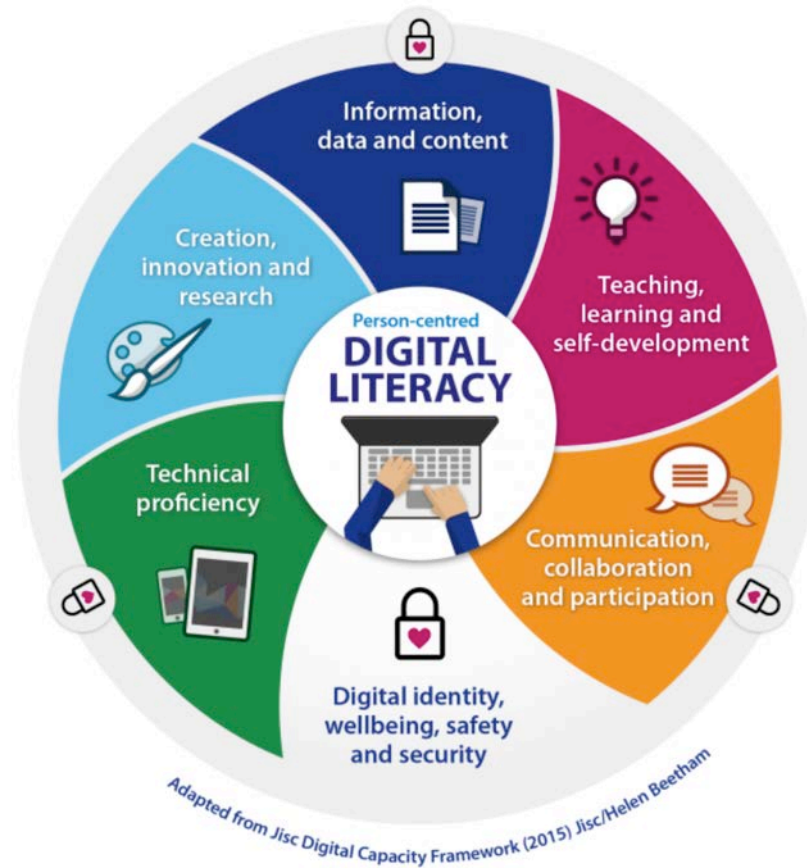 Information,
data and content
Teaching,
learning and
self-development
Communication,
collaboration
and participation
Digital identity,
wellbeing, safety
and security
Technical
proficiency
Creation,
innovation and
research
Person-centred
DIGITAL
LITERACY
Adapted from Jisc Digital Capacity Framework (2015) Jisc/Helen Beetham